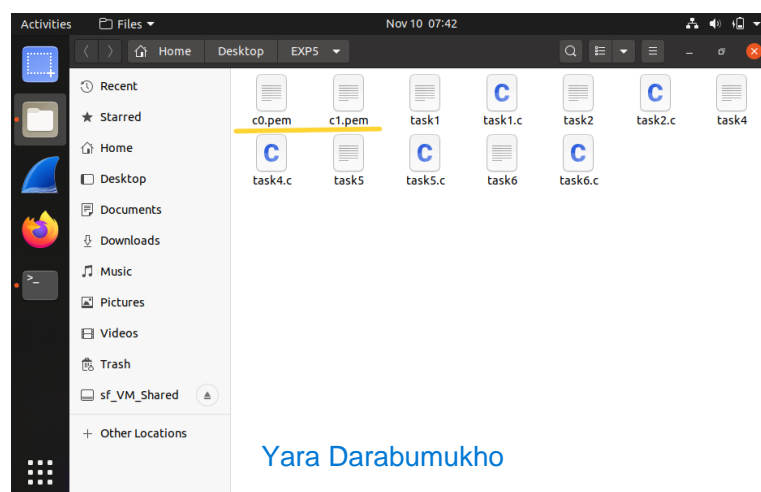 Activities Files Nov 10 07:42
Home Desktop EXP5
Recent
Starred
Home
Desktop
Documents
Downloads
Music
Pictures
Videos
Trash
sf_VM_Shared
+ Other Locations
c0.pem c1.pem task1 task1.c task2 task2.c task4
task4.c task5 task5.c task6 task6.c
Yara Darabumukho